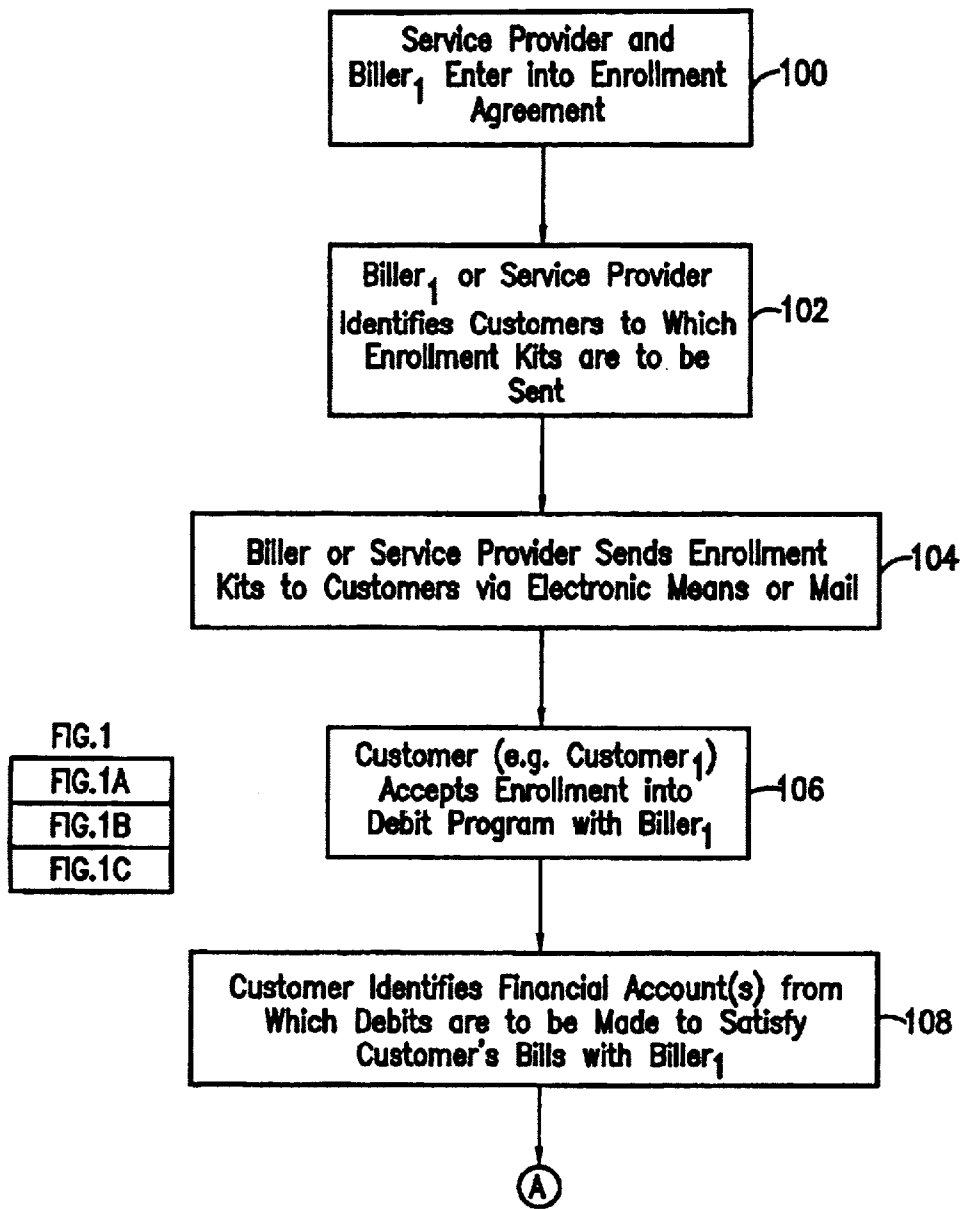 Service Provider and
Biller1 Enter into Enrollment
Agreement
100
Biller1 or Service Provider
Identifies Customers to Which
Enrollment Kits are to be
Sent
102
Biller or Service Provider Sends Enrollment
Kits to Customers via Electronic Means or Mail
104
FIG.1
FIG.1A
FIG.1B
FIG.1C
Customer (e.g. Customer1)
Accepts Enrollment into
Debit Program with Biller1
106
Customer Identifies Financial Account(s) from
Which Debits are to be Made to Satisfy
Customer's Bills with Biller1
108
A